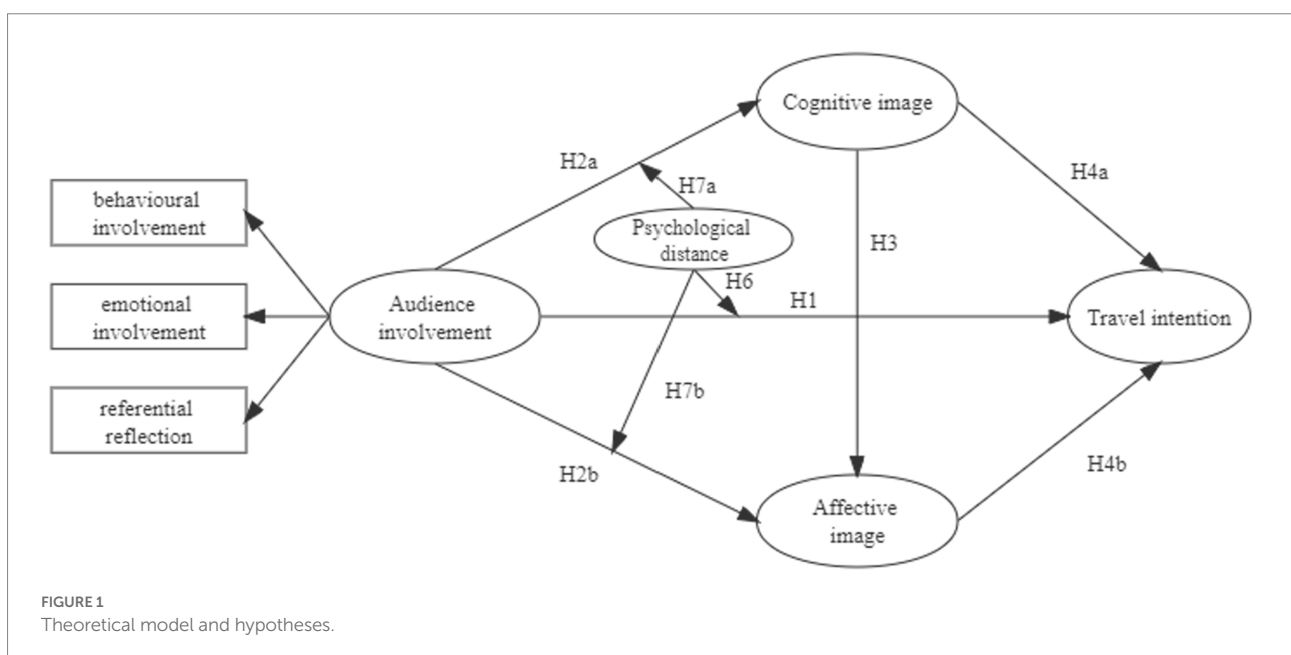 Cognitive image
H2a
H4a
H7a
behavioural
involvement
Psychological
distance
H3
H6
emotional
involvement
Audience
involvement
H1
Travel intention
H7b
referential
reflection
H2b
H4b
Affective
image
FIGURE 1
Theoretical model and hypotheses.